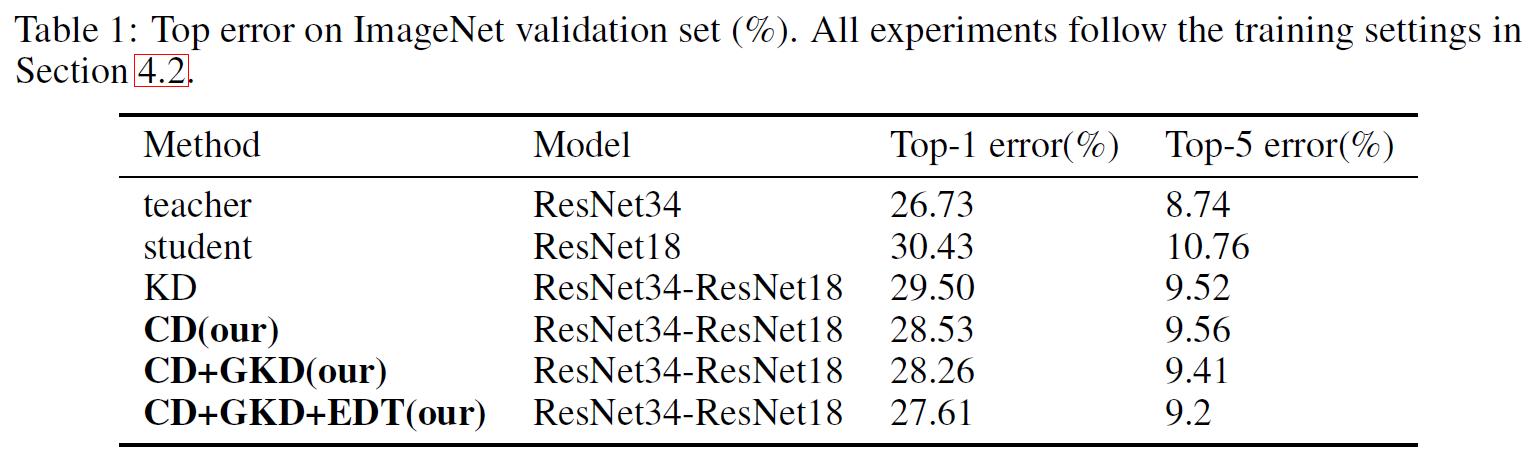 Table 1: Top error on ImageNet validation set (%). All experiments follow the training settings in
Section 4.2.
Method Model Top-1 error(%) Top-5 error(%)
teacher ResNet34 26.73 8.74
student ResNet18 30.43 10.76
KD ResNet34-ResNet18 29.50 9.52
CD(our) ResNet34-ResNet18 28.53 9.56
CD+GKD(our) ResNet34-ResNet18 28.26 9.41
CD+GKD+EDT(our) ResNet34-ResNet18 27.61 9.2